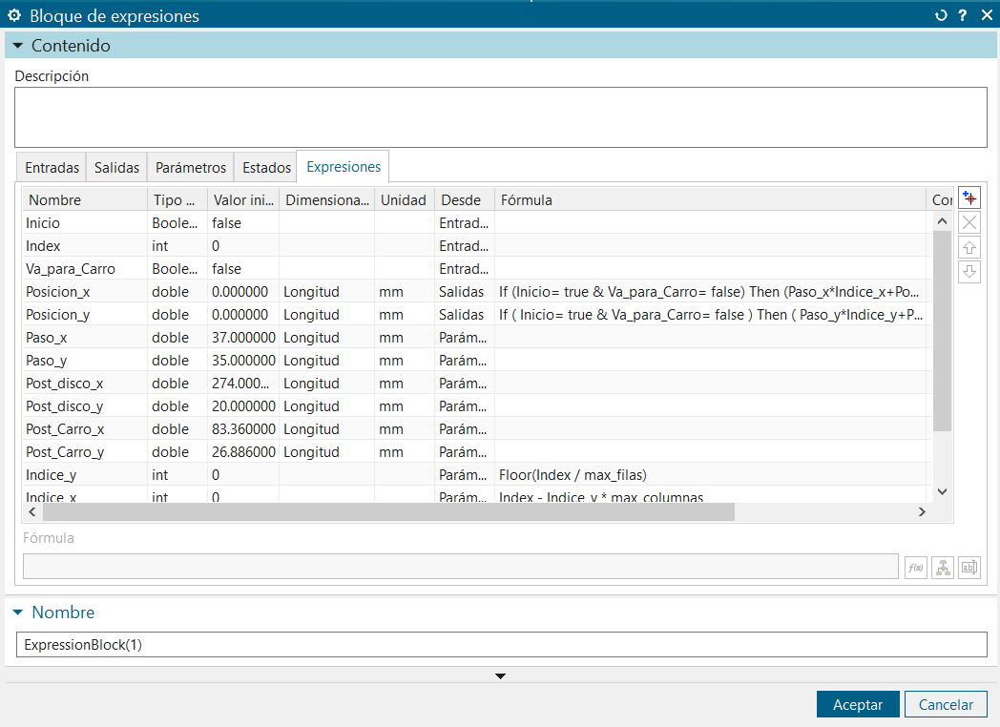 Bloque de expresiones ?
Contenido
Descripción
Entradas Salidas Parámetros Estados Expresiones
Nombre Tipo ... Valor ini... Dimensiona... Unidad Desde Fórmula Cor
Inicio Boole... false Entrad...
Index int 0 Entrad...
Va_para_Carro Boole... false Entrad...
Posicion_x doble 0.000000 Longitud mm Salidas If (Inicio= true & Va_para_Carro= false) Then (Paso_x*Indice_x+Po...
Posicion_y doble 0.000000 Longitud mm Salidas If ( Inicio= true & Va_para_Carro= false ) Then ( Paso_y*Indice_y+P...
Paso_x doble 37.000000 Longitud mm Parám...
Paso_y doble 35.000000 Longitud mm Parám...
Post_disco_x doble 274.000... Longitud mm Parám...
Post_disco_y doble 20.000000 Longitud mm Parám...
Post_Carro_x doble 83.360000 Longitud mm Parám...
Post_Carro_y doble 26.886000 Longitud mm Parám...
Indice_y int 0 Parám... Floor(Index / max_filas)
Indice_x int 0 Parám... Index - Indice_y * max_columnas
Fórmula
f(x) ab
Nombre
ExpressionBlock(1)
Aceptar Cancelar